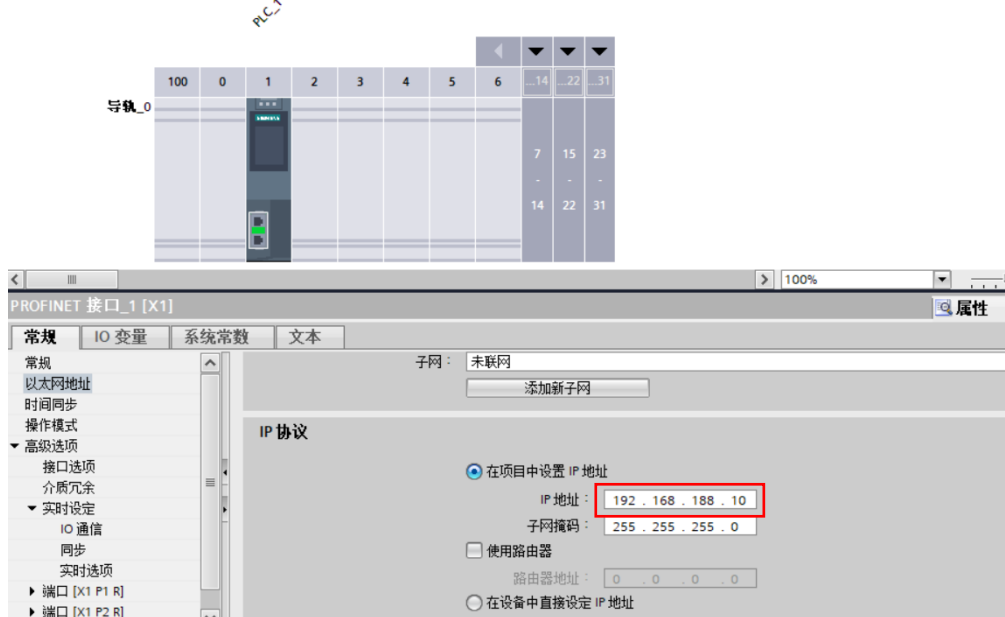 PLC_1
100 0 1 2 3 4 5 6 ...14 ...22 ...31
导轨_0
SIEMENS
7 15 23
- - -
14 22 31
100%
PROFINET 接口_1 [X1]
属性
常规 IO 变量 系统常数 文本
常规
以太网地址
时间同步
操作模式
高级选项
接口选项
介质冗余
实时设定
IO 通信
同步
实时选项
端口 [X1 P1 R]
端口 [X1 P2 R]
子网: 未联网
添加新子网
IP 协议
在项目中设置 IP 地址
IP 地址: 192 . 168 . 188 . 10
子网掩码: 255 . 255 . 255 . 0
使用路由器
路由器地址: 0 . 0 . 0 . 0
在设备中直接设定 IP 地址